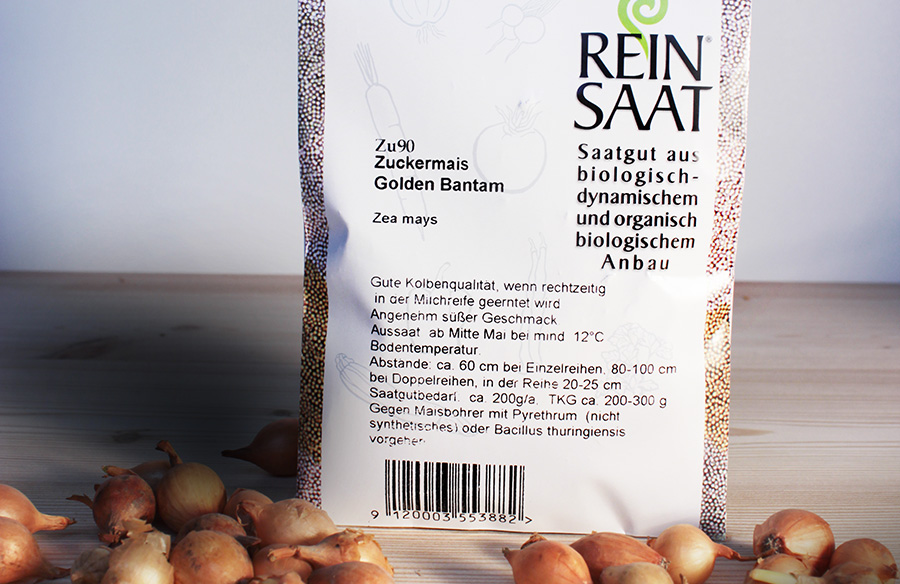 REIN®
SAAT
Saatgut aus
biologisch-
dynamischem
und organisch
biologischem
Anbau
Zu90
Zuckermais
Golden Bantam
Zea mays
Gute Kolbenqualität, wenn rechtzeitig
in der Milchreife geerntet wird
Angenehm süßer Geschmack
Aussaat ab Mitte Mai bei mind. 12°C
Bodentemperatur.
Abstände: ca. 60 cm bei Einzelreihen, 80-100 cm
bei Doppelreihen, in der Reihe 20-25 cm
Saatgutbedarf: ca. 200g/a, TKG ca. 200-300 g
Gegen Maisbohrer mit Pyrethrum (nicht
synthetisches) oder Bacillus thuringiensis
vorgehen.
9 120003 553882 >